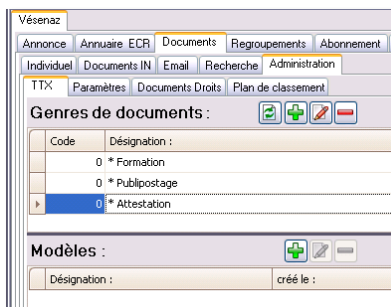 Vésenaz
Annonce Annuaire ECR Documents Regroupements Abonnement
Individuel Documents IN Email Recherche Administration
TTX Paramètres Documents Droits Plan de classement
Genres de documents :
Code Désignation :
0 * Formation
0 * Publipostage
0 * Attestation
Modèles :
Désignation : créé le :